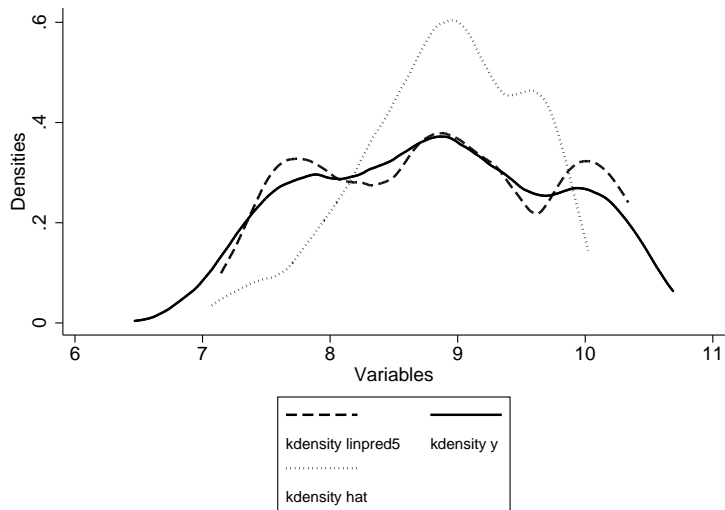 .6
.4
.2
0
Densities
6 7 8 9 10 11
Variables
kdensity linpred5 kdensity y
kdensity hat